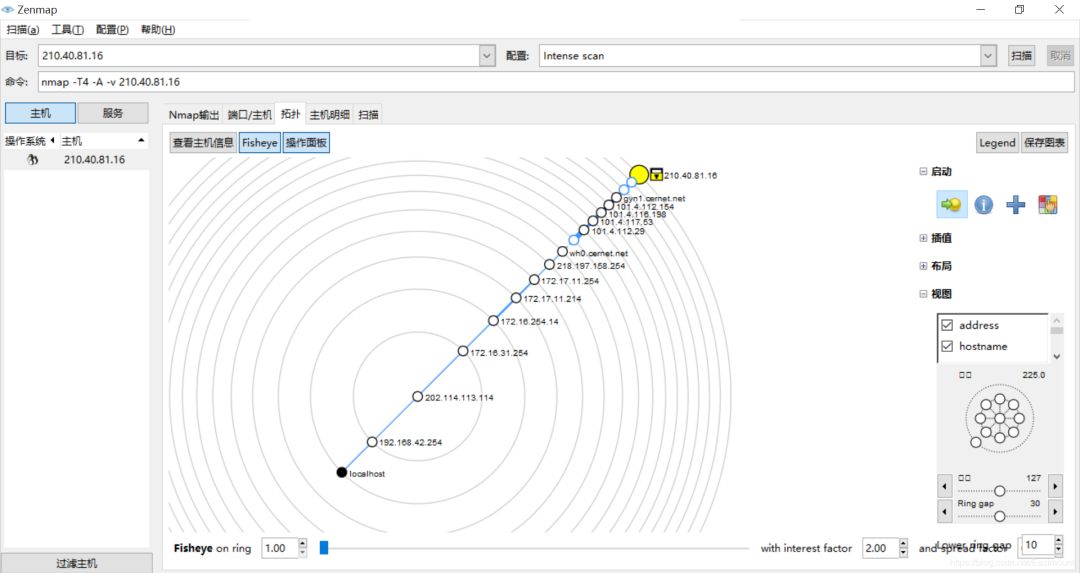 Zenmap
扫描(a) 工具(T) 配置(P) 帮助(H)
目标: 210.40.81.16 配置: Intense scan 扫描 取消
命令: nmap -T4 -A -v 210.40.81.16
主机 服务 Nmap输出 端口/主机 拓扑 主机明细 扫描
操作系统 主机
210.40.81.16
查看主机信息 Fisheye 操作面板 Legend 保存图表
210.40.81.16
gyn1.cernet.net
101.4.112.154
101.4.116.198
101.4.117.53
101.4.112.29
wh0.cernet.net
218.197.158.254
172.17.11.254
172.17.11.214
172.16.254.14
172.16.31.254
202.114.113.114
192.168.42.254
localhost
启动
插值
布局
视图
address
hostname
225.0
127
Ring gap 30
Lower ring gap 10
Fisheye on ring 1.00 with interest factor 2.00 and spread factor
过滤主机